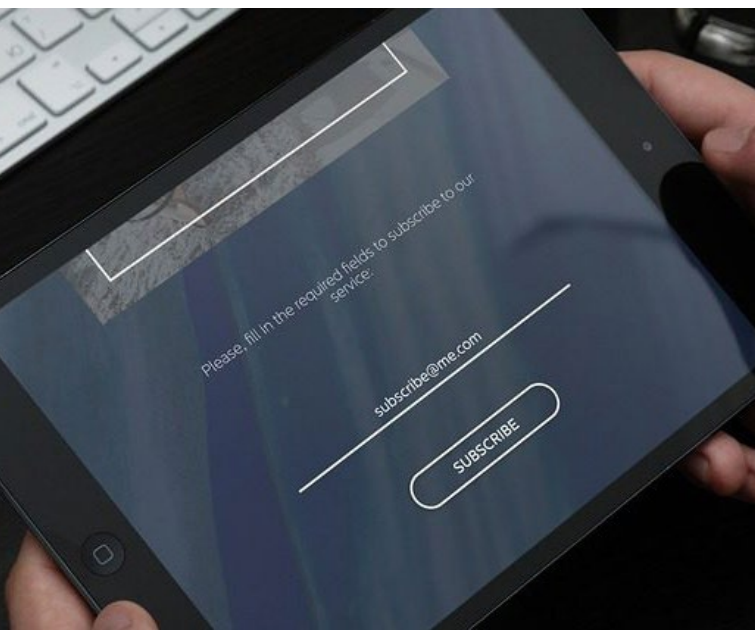 Please, fill in the required fields to subscribe to our
service:
subscribe@me.com
SUBSCRIBE